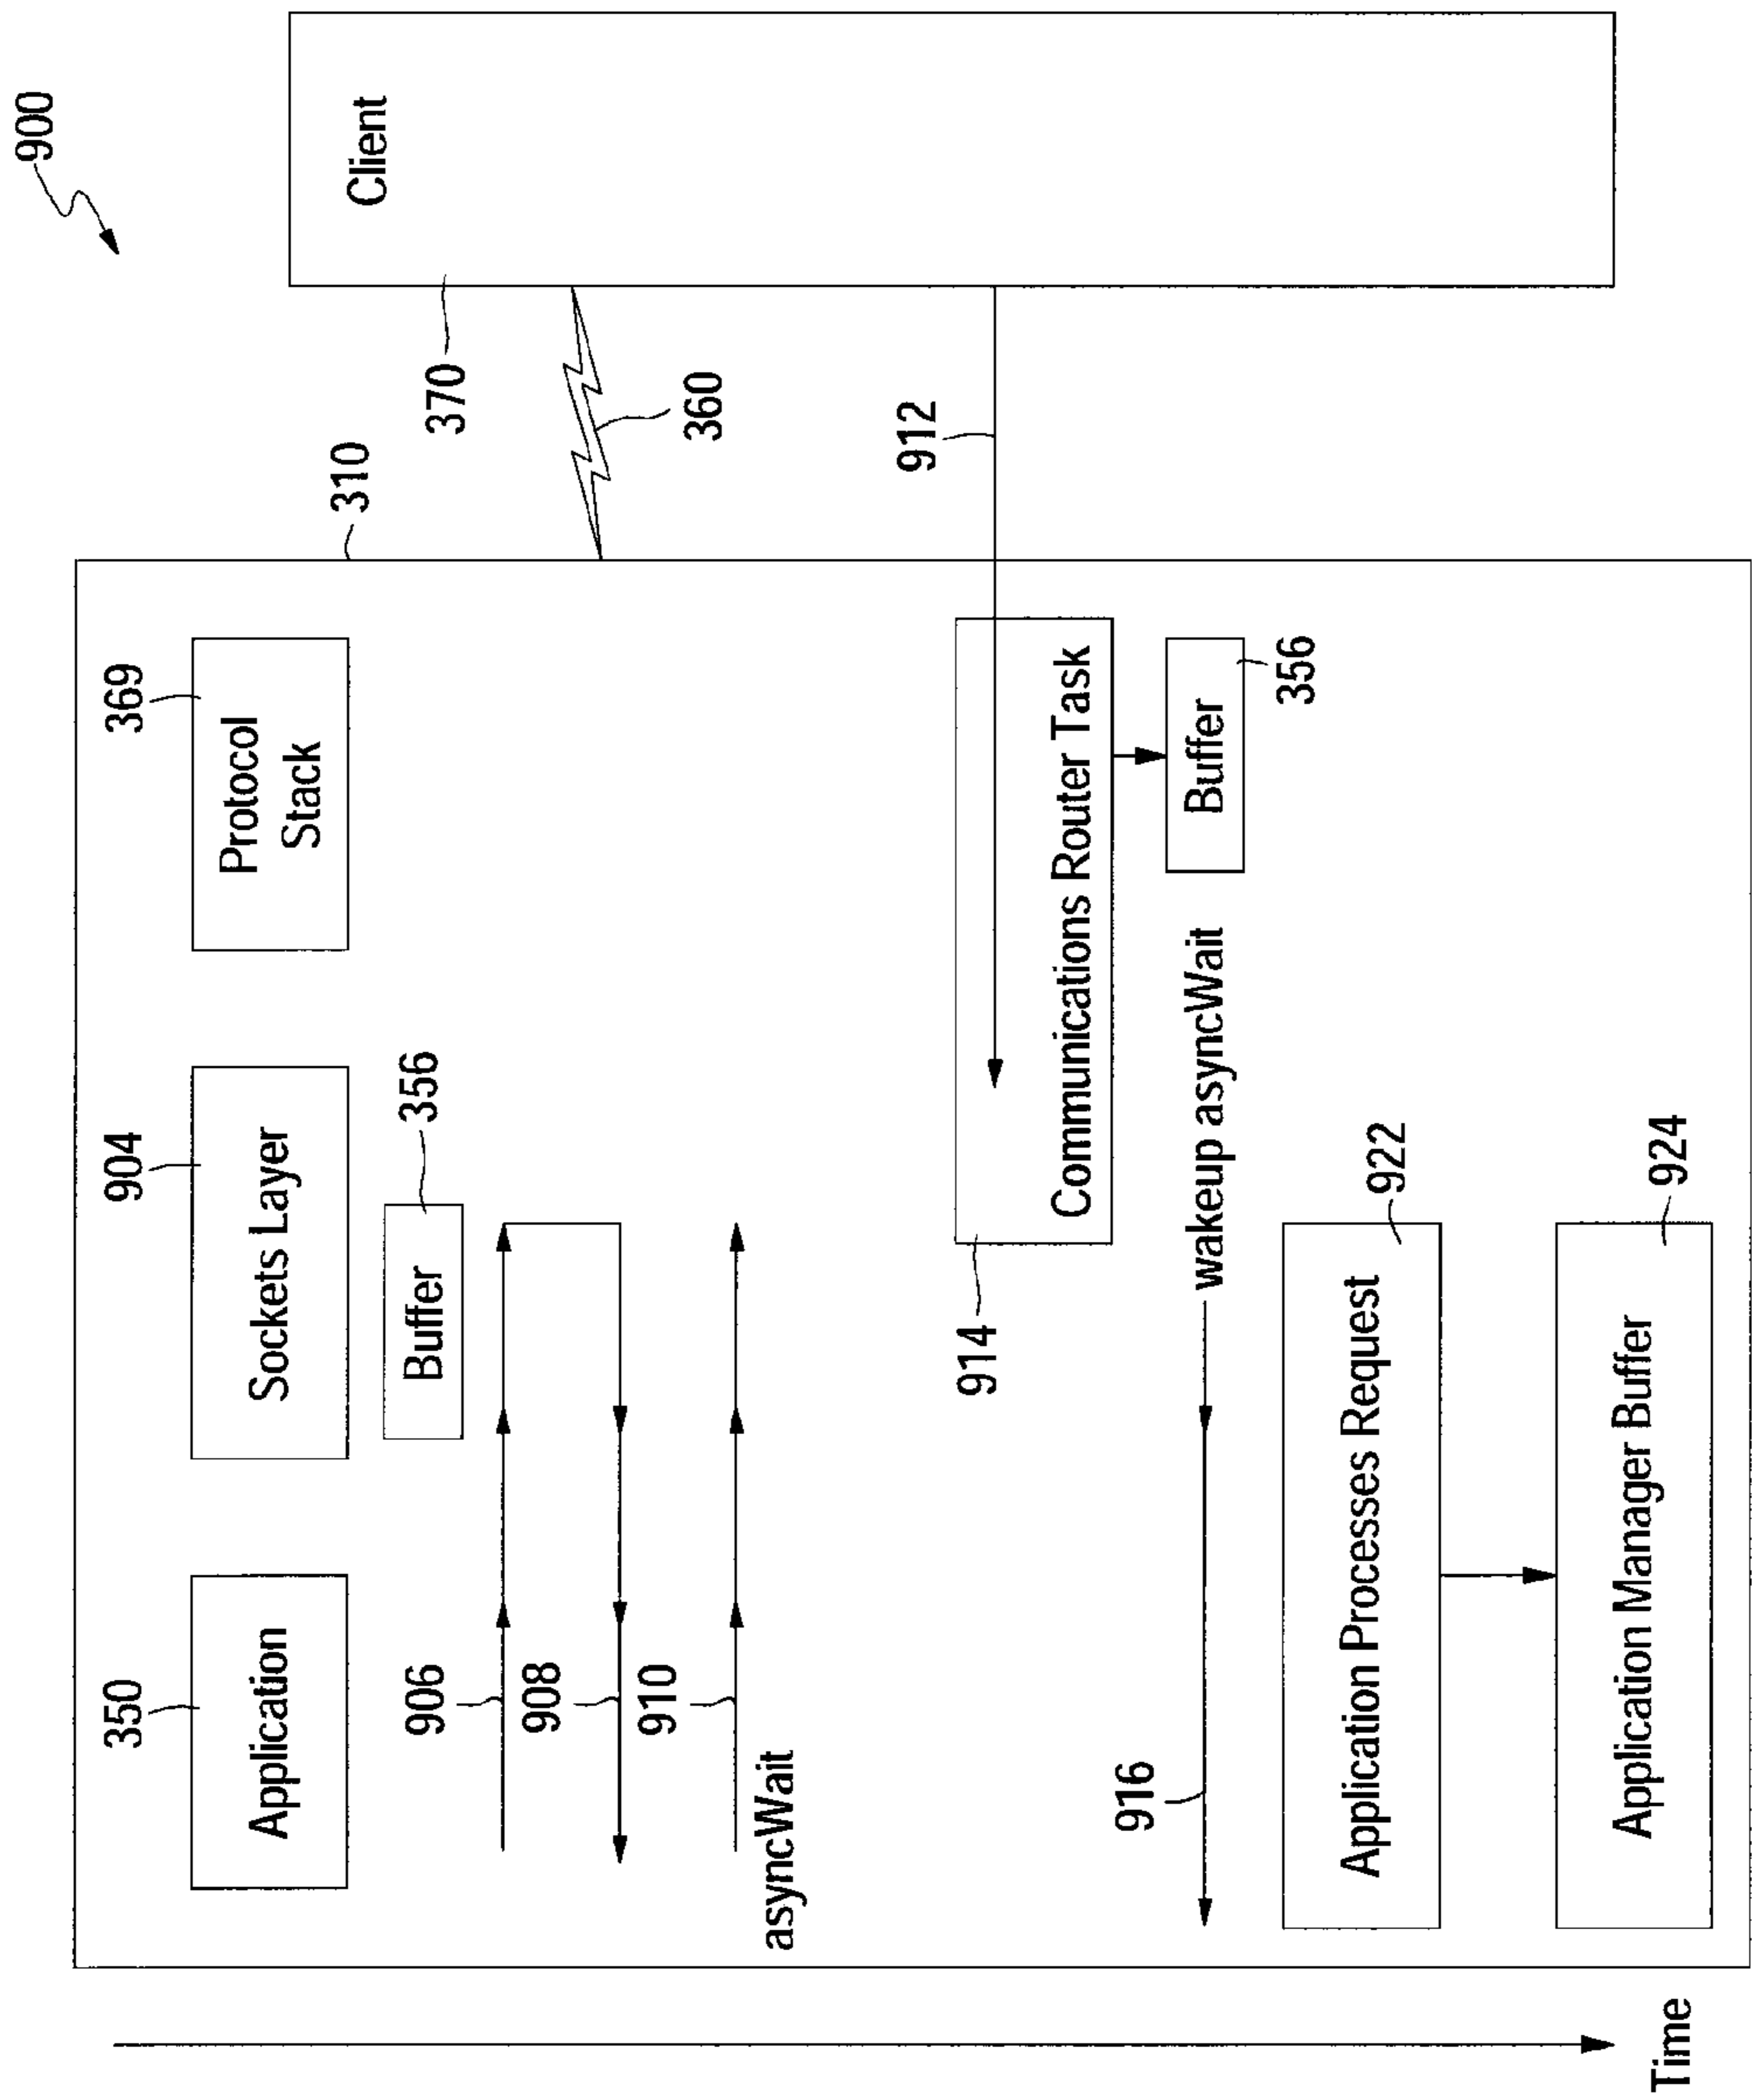 900
310
350
904
369
Application
Sockets Layer
Protocol
Stack
Client
370
360
Buffer
356
906
908
910
asyncWait
912
914
Communications Router Task
Buffer
356
916
wakeup asyncWait
Application Processes Request
922
Application Manager Buffer
924
Time